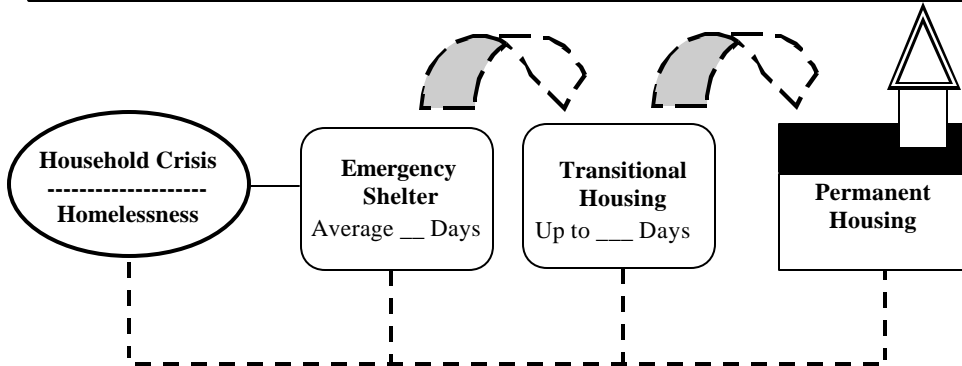 Household Crisis
---------------------
Homelessness
Emergency
Shelter
Average __ Days
Transitional
Housing
Up to ___ Days
Permanent
Housing